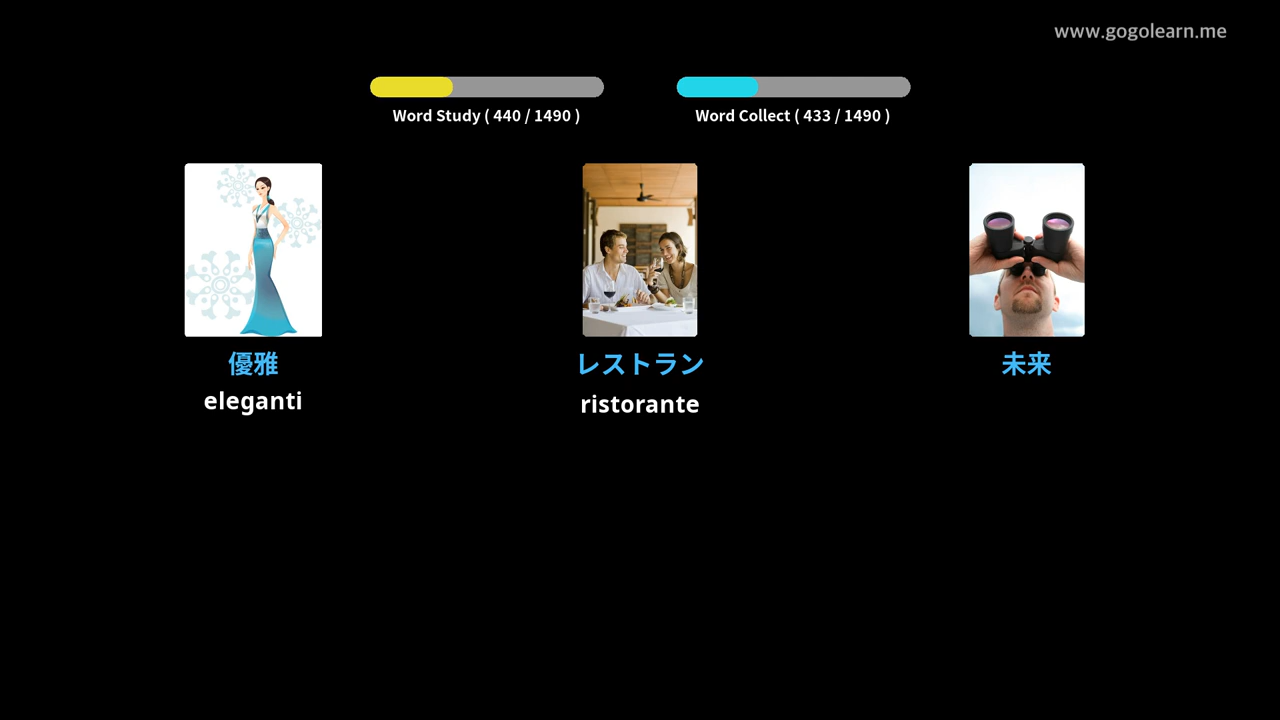 www.gogolearn.me
Word Study ( 440 / 1490 )
Word Collect ( 433 / 1490 )
優雅
レストラン
未来
eleganti
ristorante